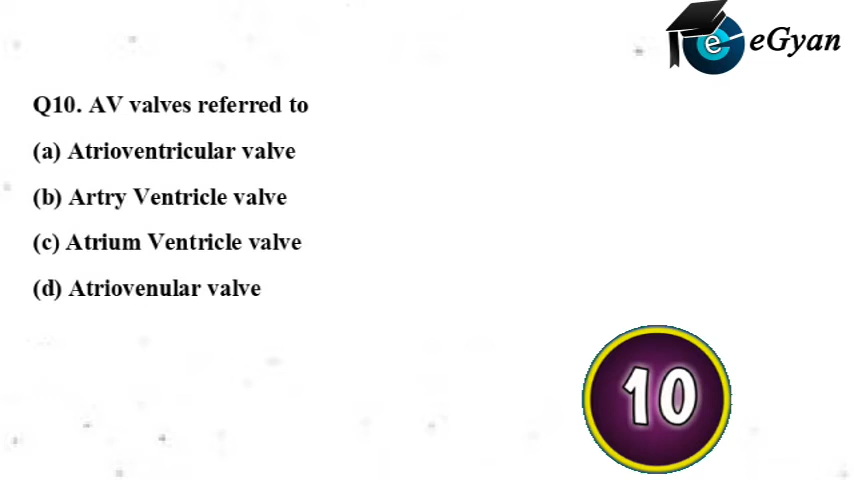 e eGyan
Q10. AV valves referred to
(a) Atrioventricular valve
(b) Artry Ventricle valve
(c) Atrium Ventricle valve
(d) Atriovenular valve
10